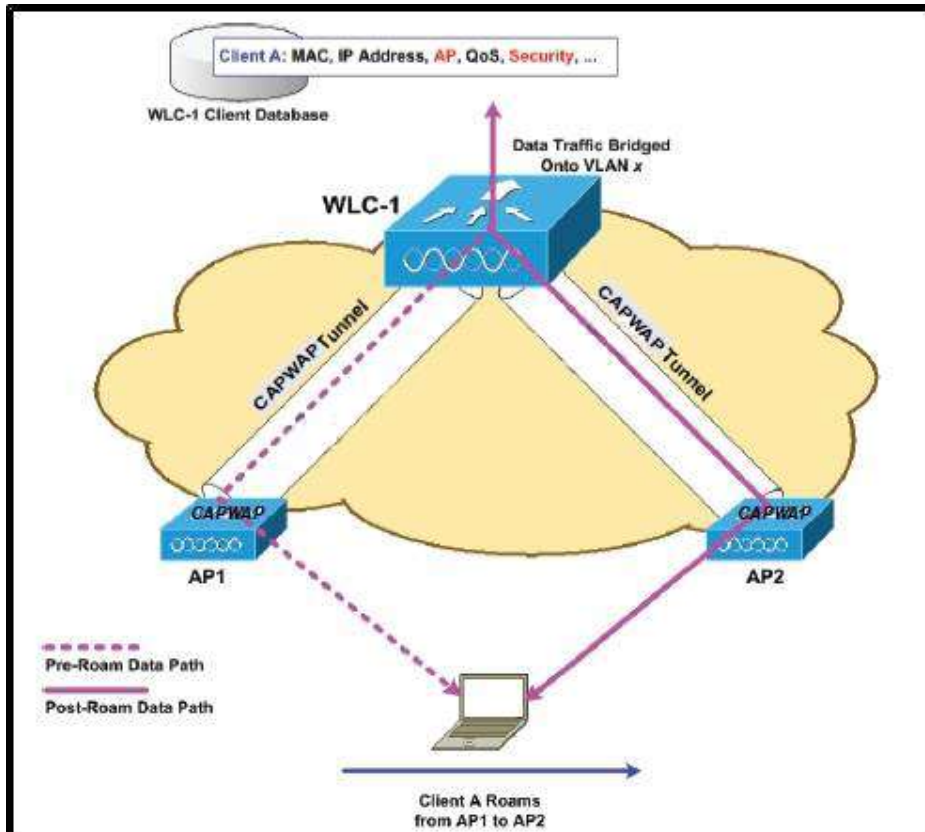 Client A: MAC, IP Address, AP, QoS, Security, ...
WLC-1 Client Database
Data Traffic Bridged
Onto VLAN x
WLC-1
CAPWAP Tunnel
CAPWAP Tunnel
CAPWAP
CAPWAP
AP1
AP2
Pre-Roam Data Path
Post-Roam Data Path
Client A Roams
from AP1 to AP2